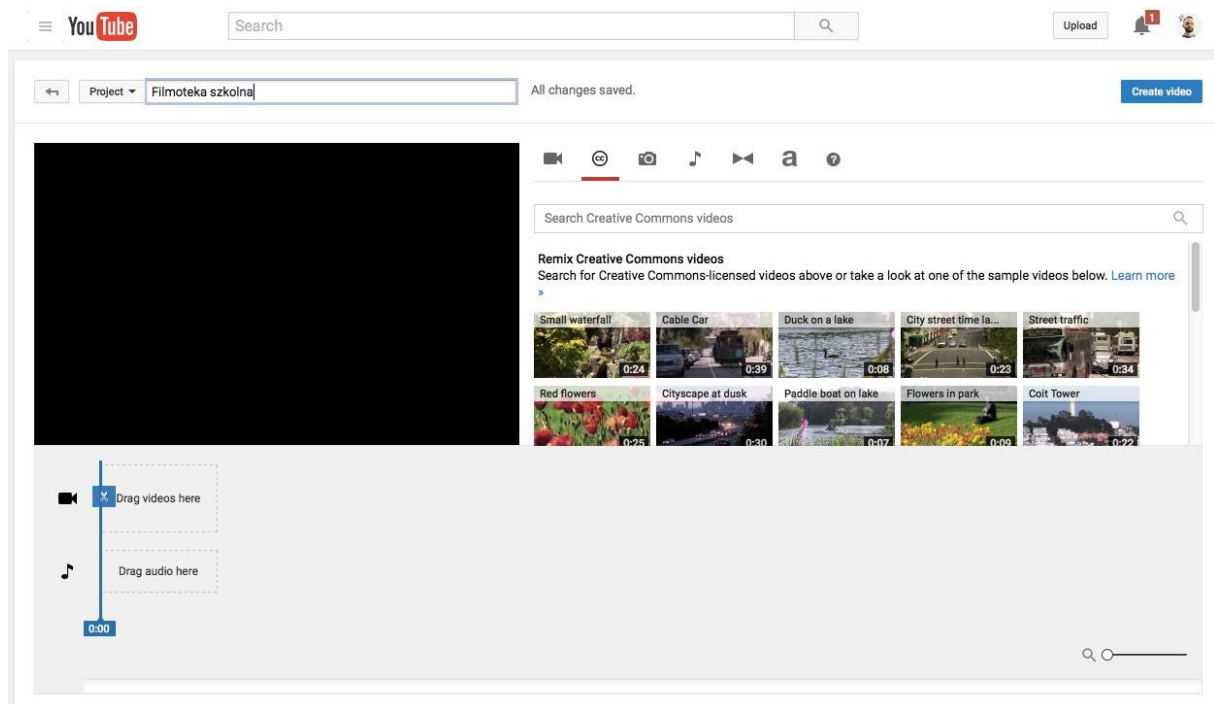 You Tube
Search
Upload
1
Project
Filmoteka szkolna
All changes saved.
Create video
cc
a
?
Search Creative Commons videos
Remix Creative Commons videos
Search for Creative Commons-licensed videos above or take a look at one of the sample videos below. Learn more
»
Small waterfall
0:24
Cable Car
0:39
Duck on a lake
0:08
City street time la...
0:23
Street traffic
0:34
Red flowers
0:25
Cityscape at dusk
0:30
Paddle boat on lake
0:07
Flowers in park
0:09
Coit Tower
0:22
Drag videos here
Drag audio here
0:00